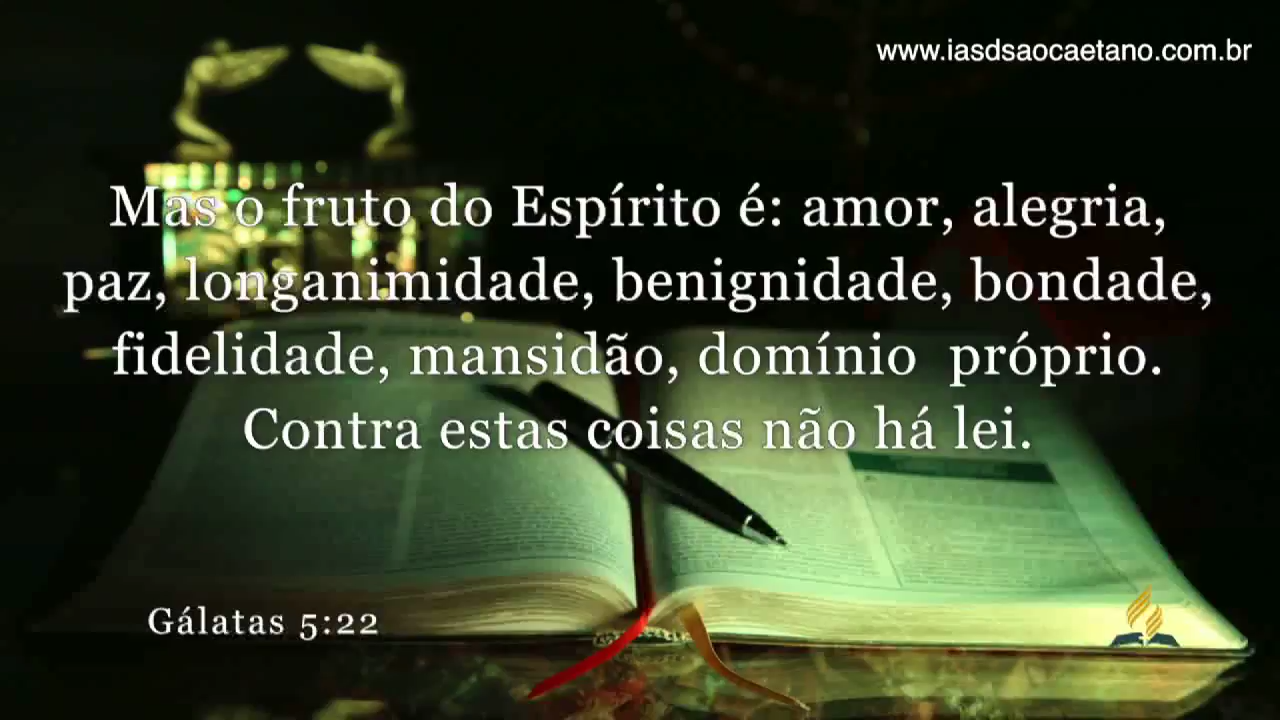 www.iasdsaocaetano.com.br
Mas o fruto do Espírito é: amor, alegria,
paz, longanimidade, benignidade, bondade,
fidelidade, mansidão, domínio próprio.
Contra estas coisas não há lei.
Gálatas 5:22